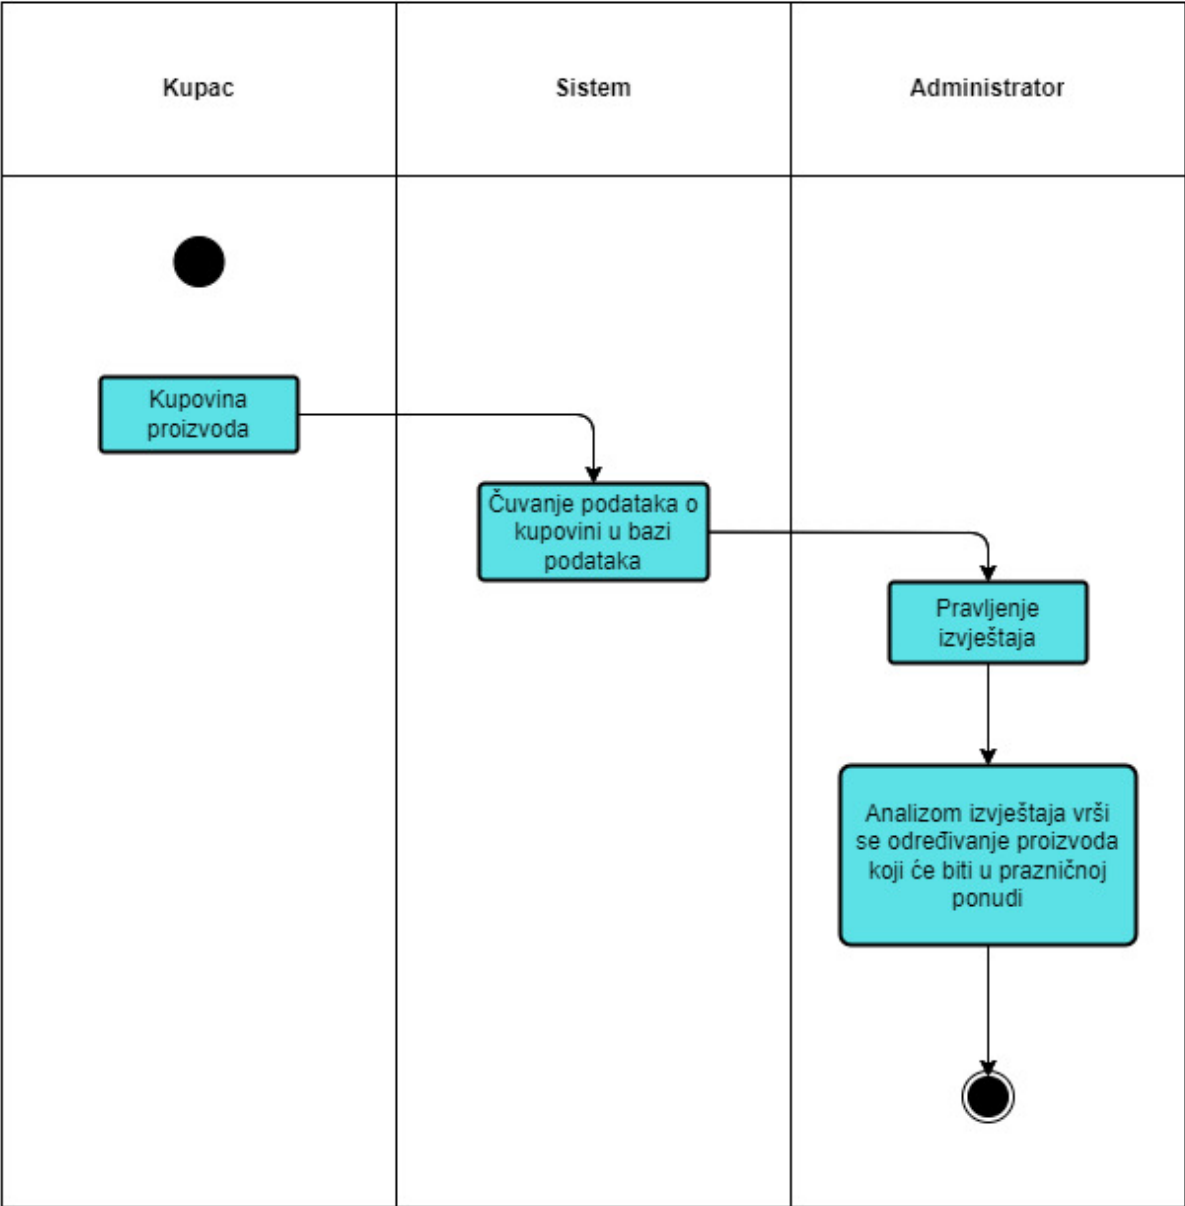 Kupac
Sistem
Administrator
Kupovina
proizvoda
Čuvanje podataka o
kupovini u bazi
podataka
Pravljenje
izvještaja
Analizom izvještaja vrši
se određivanje proizvoda
koji će biti u prazničnoj
ponudi